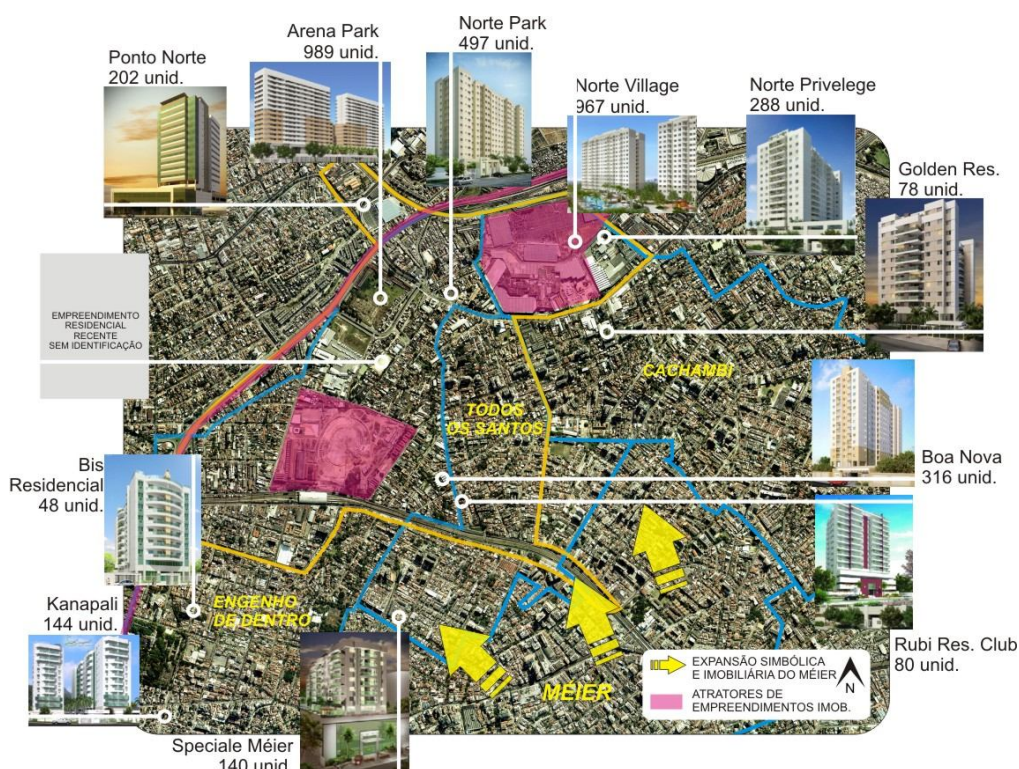 Ponto Norte
202 unid.
Arena Park
989 unid.
Norte Park
497 unid.
Norte Village
967 unid.
Norte Privelege
288 unid.
Golden Res.
78 unid.
EMPREENDIMENTO
RESIDENCIAL
RECENTE
SEM IDENTIFICAÇÃO
CACHAMBI
TODOS
OS SANTOS
Boa Nova
316 unid.
Bis
Residencial
48 unid.
Kanapali
144 unid.
ENGENHO
DE DENTRO
MÉIER
Rubi Res. Club
80 unid.
EXPANSÃO SIMBÓLICA
E IMOBILIÁRIA DO MÉIER
N
ATRATORES DE
EMPREENDIMENTOS IMOB.
Speciale Méier
140 unid.